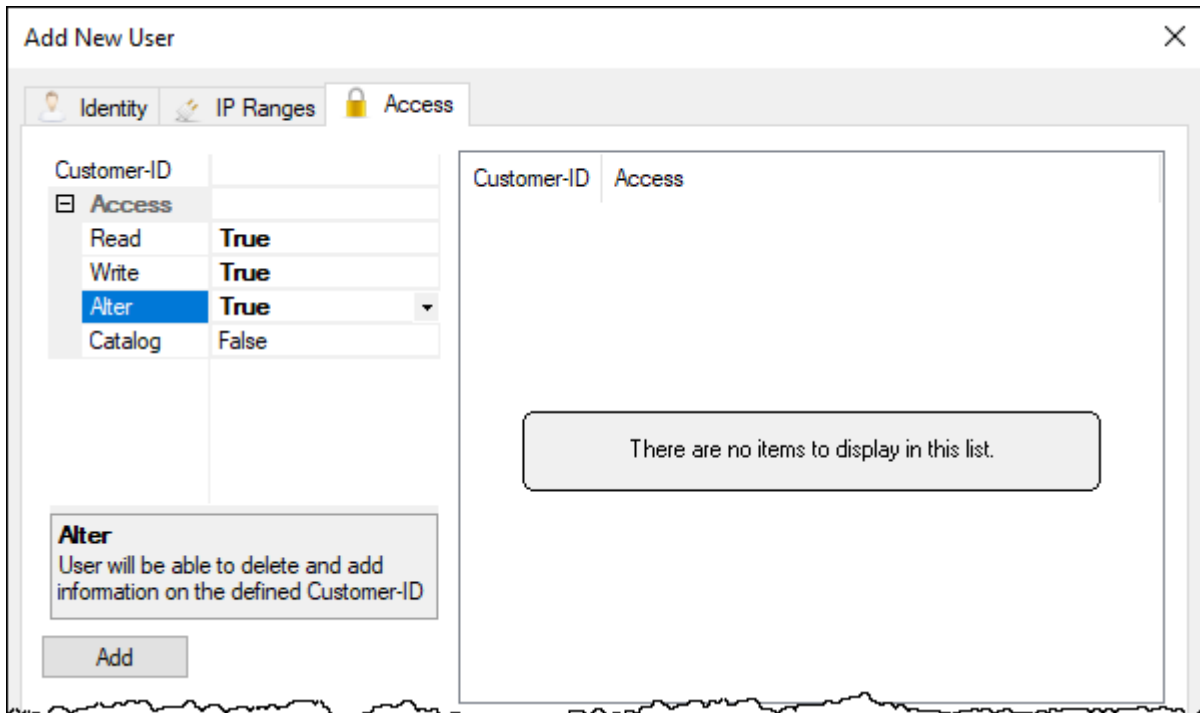 Add New User
Identity IP Ranges Access
Customer-ID
Access
Read True
Write True
Alter True
Catalog False
Alter
User will be able to delete and add
information on the defined Customer-ID
Add
Customer-ID Access
There are no items to display in this list.